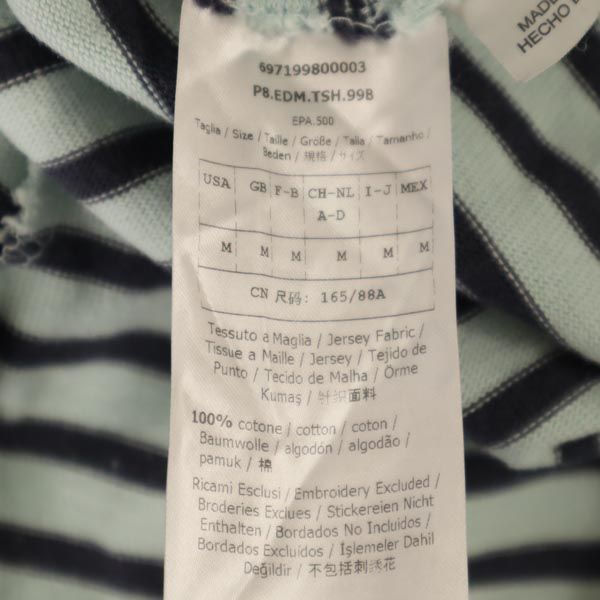 MADE
HECHO E
697199800003
P8.EDM.TSH.99B
EPA.500
Taglia / Size / Taille / Größe / Talla / Tamanho /
Beden / 規格 / サイズ
USA GB F-B CH-NL I-J MEX
A-D
M M M M M M
CN 尺码: 165/88A
Tessuto a Maglia / Jersey Fabric /
Tissue a Maille / Jersey / Tejido de
Punto / Tecido de Malha / Örme
Kumaş / 针织面料
100% cotone / cotton / coton /
Baumwolle / algodón / algodão /
pamuk / 棉
Ricami Esclusi / Embroidery Excluded /
Broderies Exclues / Stickereien Nicht
Enthalten / Bordados No Incluidos /
Bordados Excluídos / İşlemeler Dahil
Değildir / 不包括刺绣花